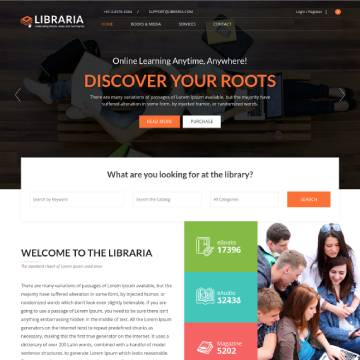 LIBRARIA
SUPPORT@LIBRARIA.COM
Login / Register
HOME
BOOKS & MEDIA
SERVICES
BLOG
CONTACT
Online Learning Anytime, Anywhere!
DISCOVER YOUR ROOTS
There are many variations of passages of Lorem Ipsum available, but the majority have
suffered alteration in some form, by injected humor, or randomized words.
READ MORE
PURCHASE
What are you looking for at the library?
Search by Keyword
Search the Catalog
All Categories
SEARCH
eBooks
17396
WELCOME TO THE LIBRARIA
The standard chunk of Lorem Ipsum used since
eAudio
There are many variations of passages of Lorem Ipsum available, but the
majority have suffered alteration in some form, by injected humor, or
randomized words which don't look even slightly believable. If you are
going to use a passage of Lorem Ipsum, you need to be sure there isn't
anything embarrassing hidden in the middle of text. All the Lorem Ipsum
generators on the Internet tend to repeat predefined chunks as
necessary, making this the first true generator on the Internet. It uses a
dictionary of over 200 Latin words, combined with a handful of model
sentence structures, to generate Lorem Ipsum which looks reasonable.
Magazine
5202